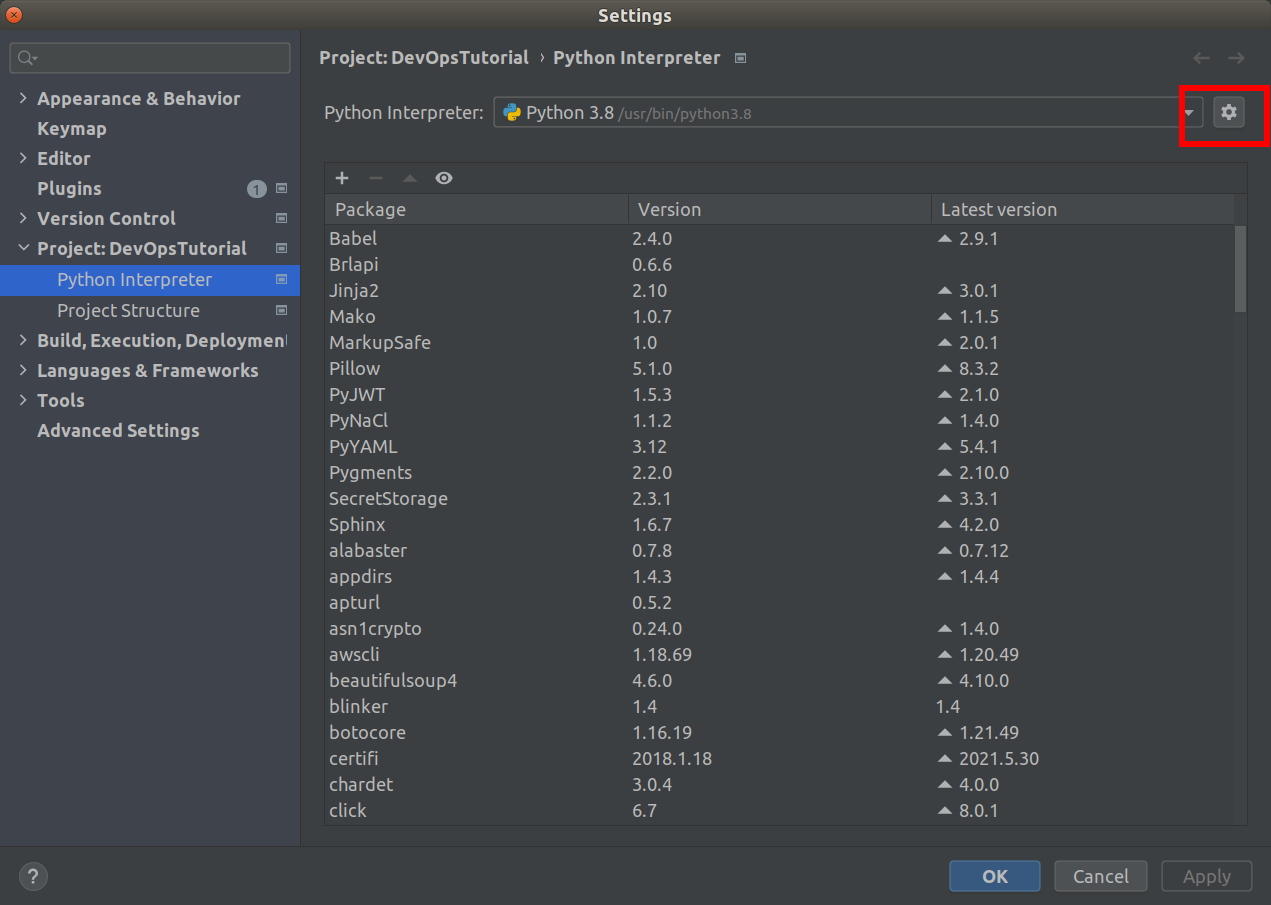 Settings
Project: DevOpsTutorial › Python Interpreter
Appearance & Behavior
Keymap
Editor
Plugins 1
Version Control
Project: DevOpsTutorial
Python Interpreter
Project Structure
Build, Execution, Deploymen
Languages & Frameworks
Tools
Advanced Settings
Python Interpreter: Python 3.8 /usr/bin/python3.8
Package Version Latest version
Babel 2.4.0 2.9.1
Brlapi 0.6.6
Jinja2 2.10 3.0.1
Mako 1.0.7 1.1.5
MarkupSafe 1.0 2.0.1
Pillow 5.1.0 8.3.2
PyJWT 1.5.3 2.1.0
PyNaCl 1.1.2 1.4.0
PyYAML 3.12 5.4.1
Pygments 2.2.0 2.10.0
SecretStorage 2.3.1 3.3.1
Sphinx 1.6.7 4.2.0
alabaster 0.7.8 0.7.12
appdirs 1.4.3 1.4.4
apturl 0.5.2
asn1crypto 0.24.0 1.4.0
awscli 1.18.69 1.20.49
beautifulsoup4 4.6.0 4.10.0
blinker 1.4 1.4
botocore 1.16.19 1.21.49
certifi 2018.1.18 2021.5.30
chardet 3.0.4 4.0.0
click 6.7 8.0.1
? OK Cancel Apply